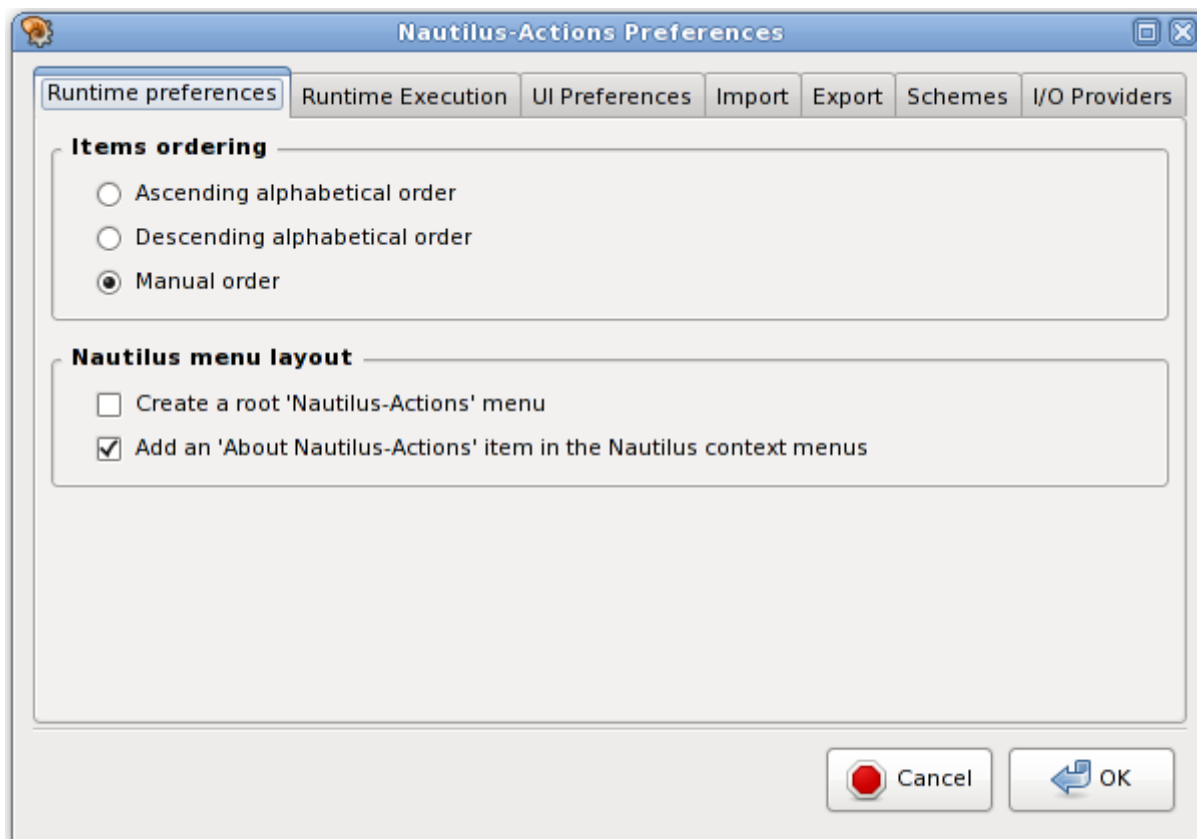 Nautilus-Actions Preferences
Runtime preferences Runtime Execution UI Preferences Import Export Schemes I/O Providers
Items ordering
Ascending alphabetical order
Descending alphabetical order
Manual order
Nautilus menu layout
Create a root 'Nautilus-Actions' menu
Add an 'About Nautilus-Actions' item in the Nautilus context menus
Cancel OK